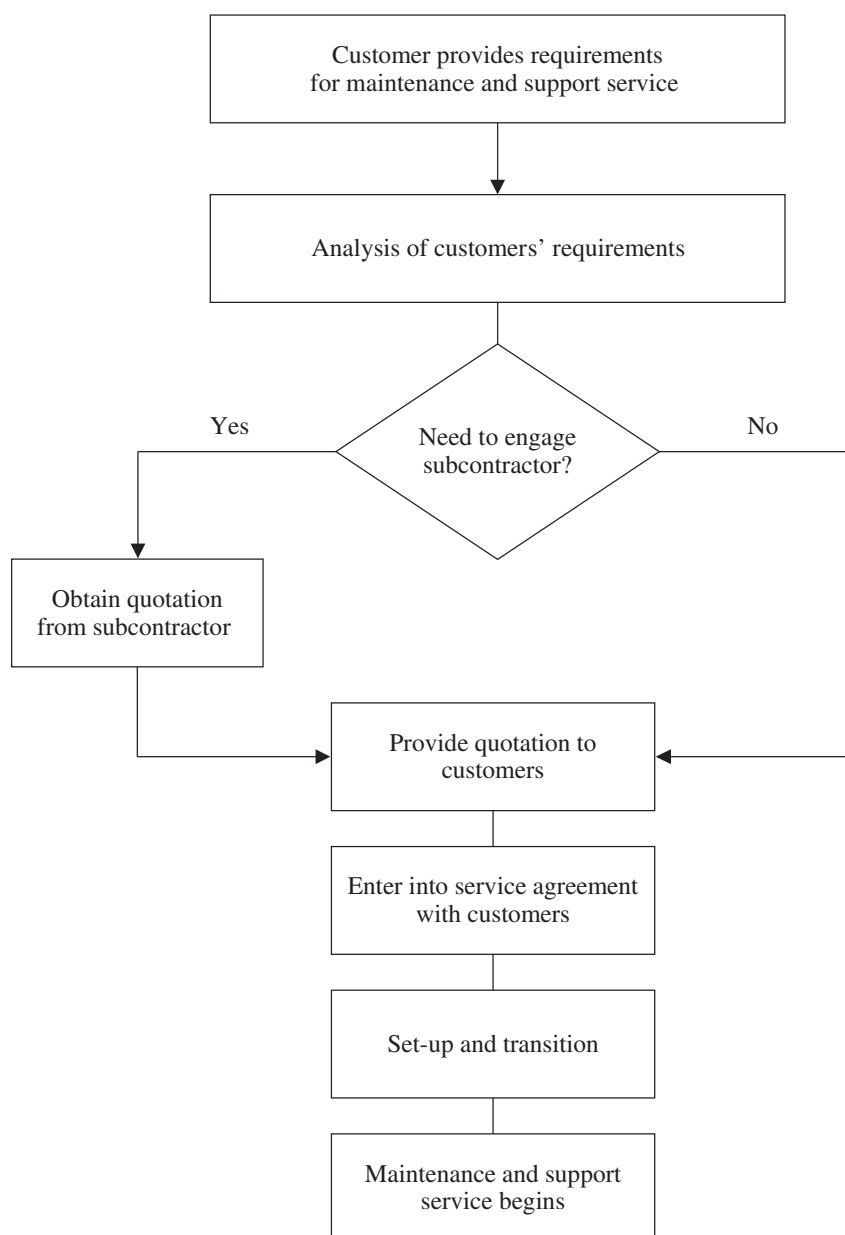 Customer provides requirements
for maintenance and support service
Analysis of customers’ requirements
Need to engage
subcontractor?
Yes
No
Obtain quotation
from subcontractor
Provide quotation to
customers
Enter into service agreement
with customers
Set-up and transition
Maintenance and support
service begins